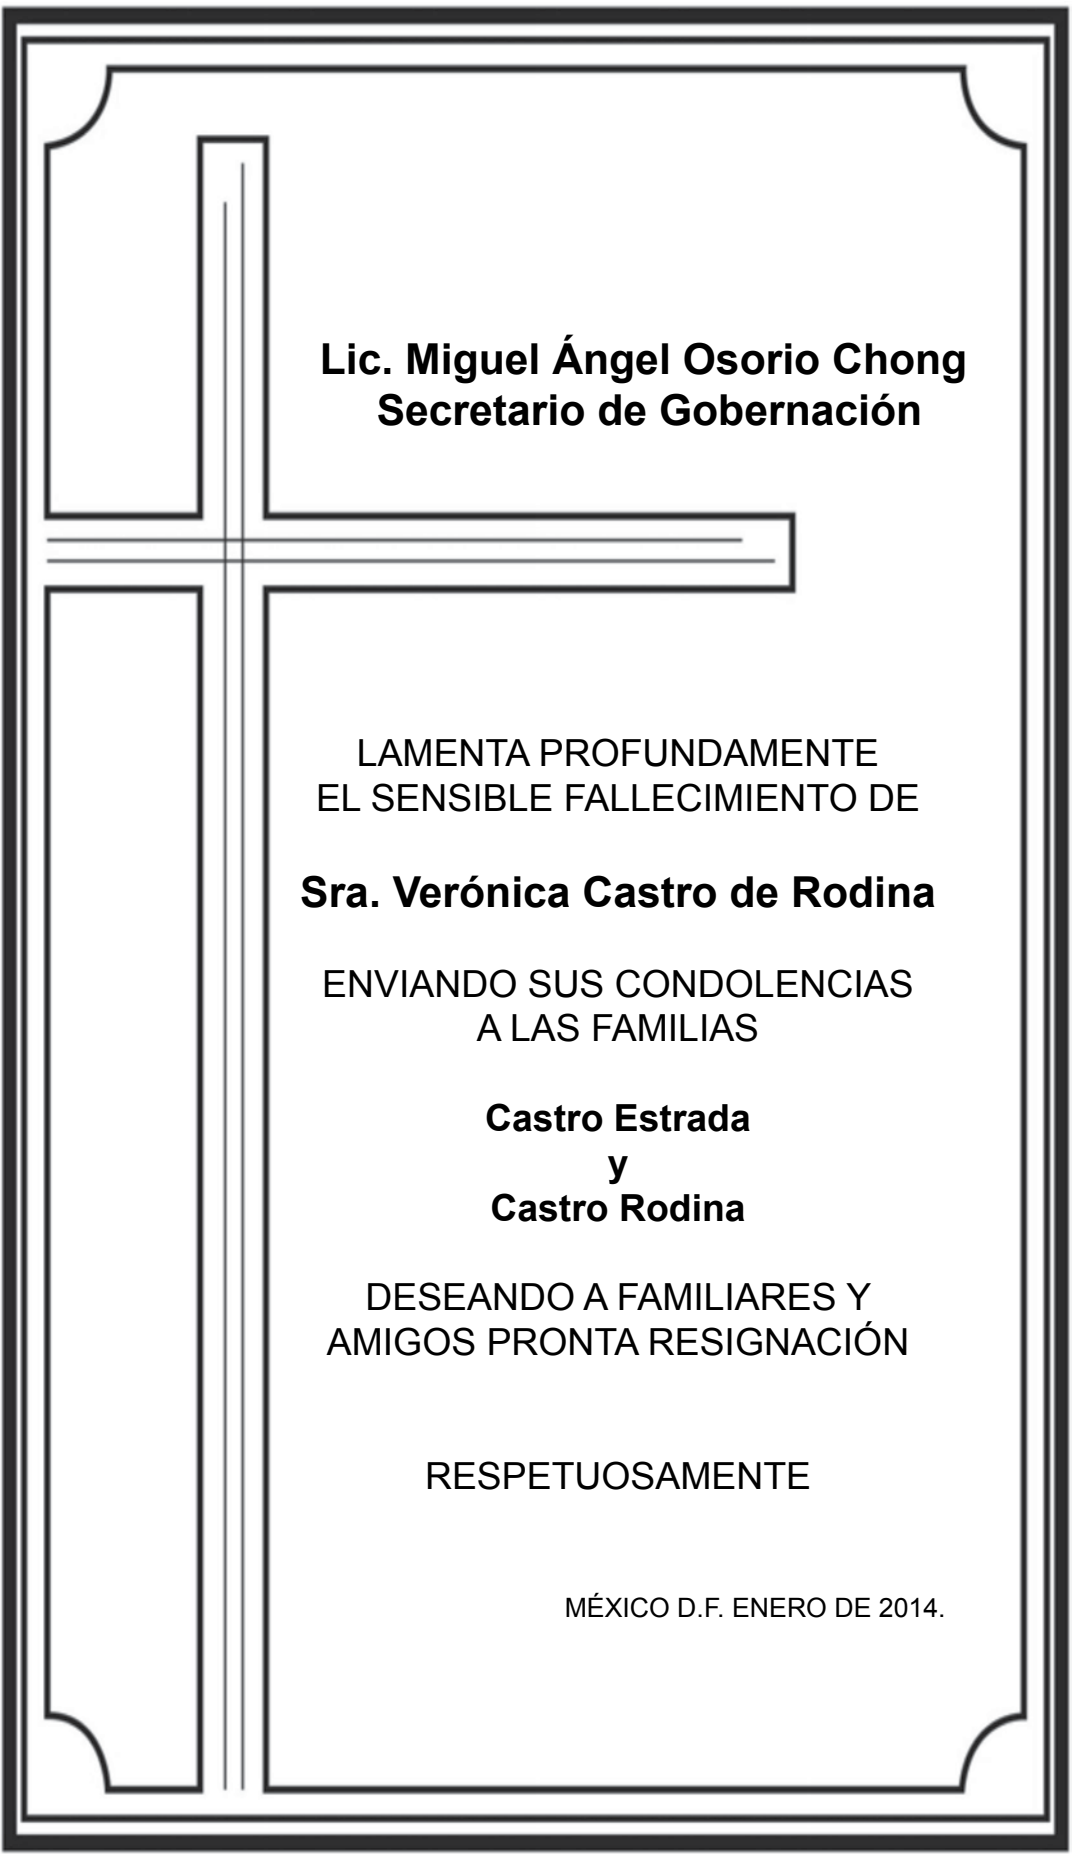 Lic. Miguel Ángel Osorio Chong
Secretario de Gobernación
LAMENTA PROFUNDAMENTE
EL SENSIBLE FALLECIMIENTO DE
Sra. Verónica Castro de Rodina
ENVIANDO SUS CONDOLENCIAS
A LAS FAMILIAS
Castro Estrada
y
Castro Rodina
DESEANDO A FAMILIARES Y
AMIGOS PRONTA RESIGNACIÓN
RESPETUOSAMENTE
MÉXICO D.F. ENERO DE 2014.